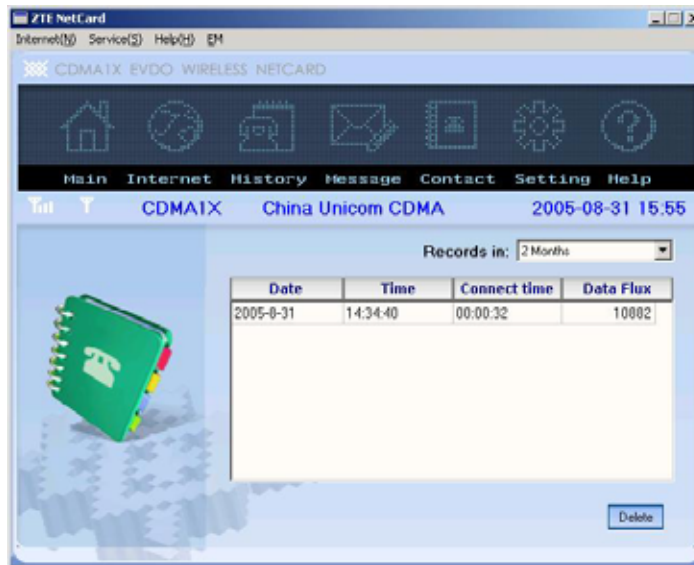 ZTE NetCard
Internet(N) Service(S) Help(H) EM
CDMA1X EVDO WIRELESS NETCARD
Main Internet History Message Contact Setting Help
CDMA1X China Unicom CDMA 2005-08-31 15:55
Records in: 2 Months
Date Time Connect time Data Flux
2005-8-31 14:34:40 00:00:32 10882
Delete